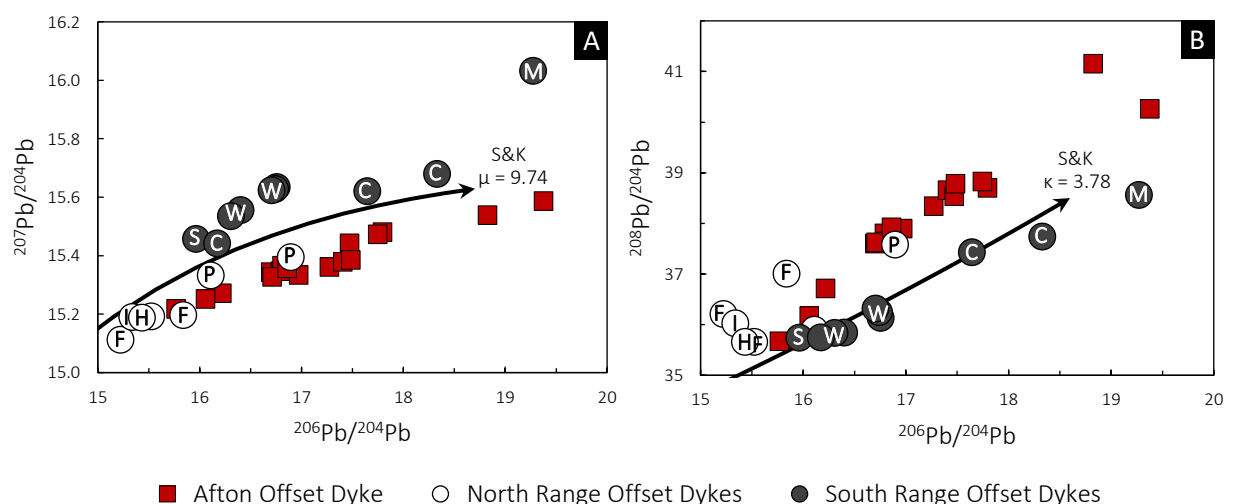 A
16.2
16.0
15.8
15.6
15.4
15.2
15.0
207Pb/204Pb
15
16
17
18
19
20
206Pb/204Pb
S&K
μ = 9.74
M
C
C
W
W
S
C
P
P
I
H
F
F
B
41
39
37
35
208Pb/204Pb
15
16
17
18
19
20
206Pb/204Pb
S&K
κ = 3.78
M
C
C
P
F
F
I
H
F
S
W
W
Afton Offset Dyke
North Range Offset Dykes
South Range Offset Dykes